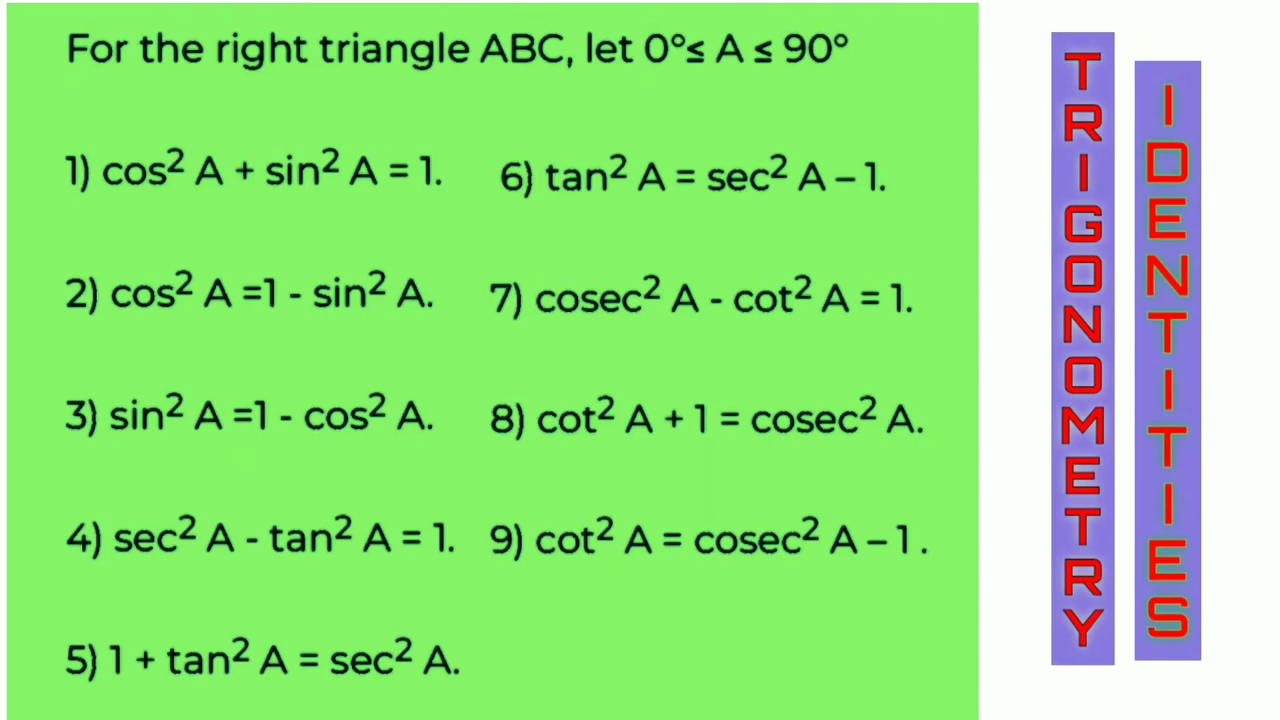 For the right triangle ABC, let 0°≤ A ≤ 90°
1) cos² A + sin² A = 1.
2) cos² A =1 - sin² A.
3) sin² A =1 - cos² A.
4) sec² A - tan² A = 1.
5) 1 + tan² A = sec² A.
6) tan² A = sec² A – 1.
7) cosec² A - cot² A = 1.
8) cot² A + 1 = cosec² A.
9) cot² A = cosec² A – 1 .
TRIGONOMETRY
IDENTITIES